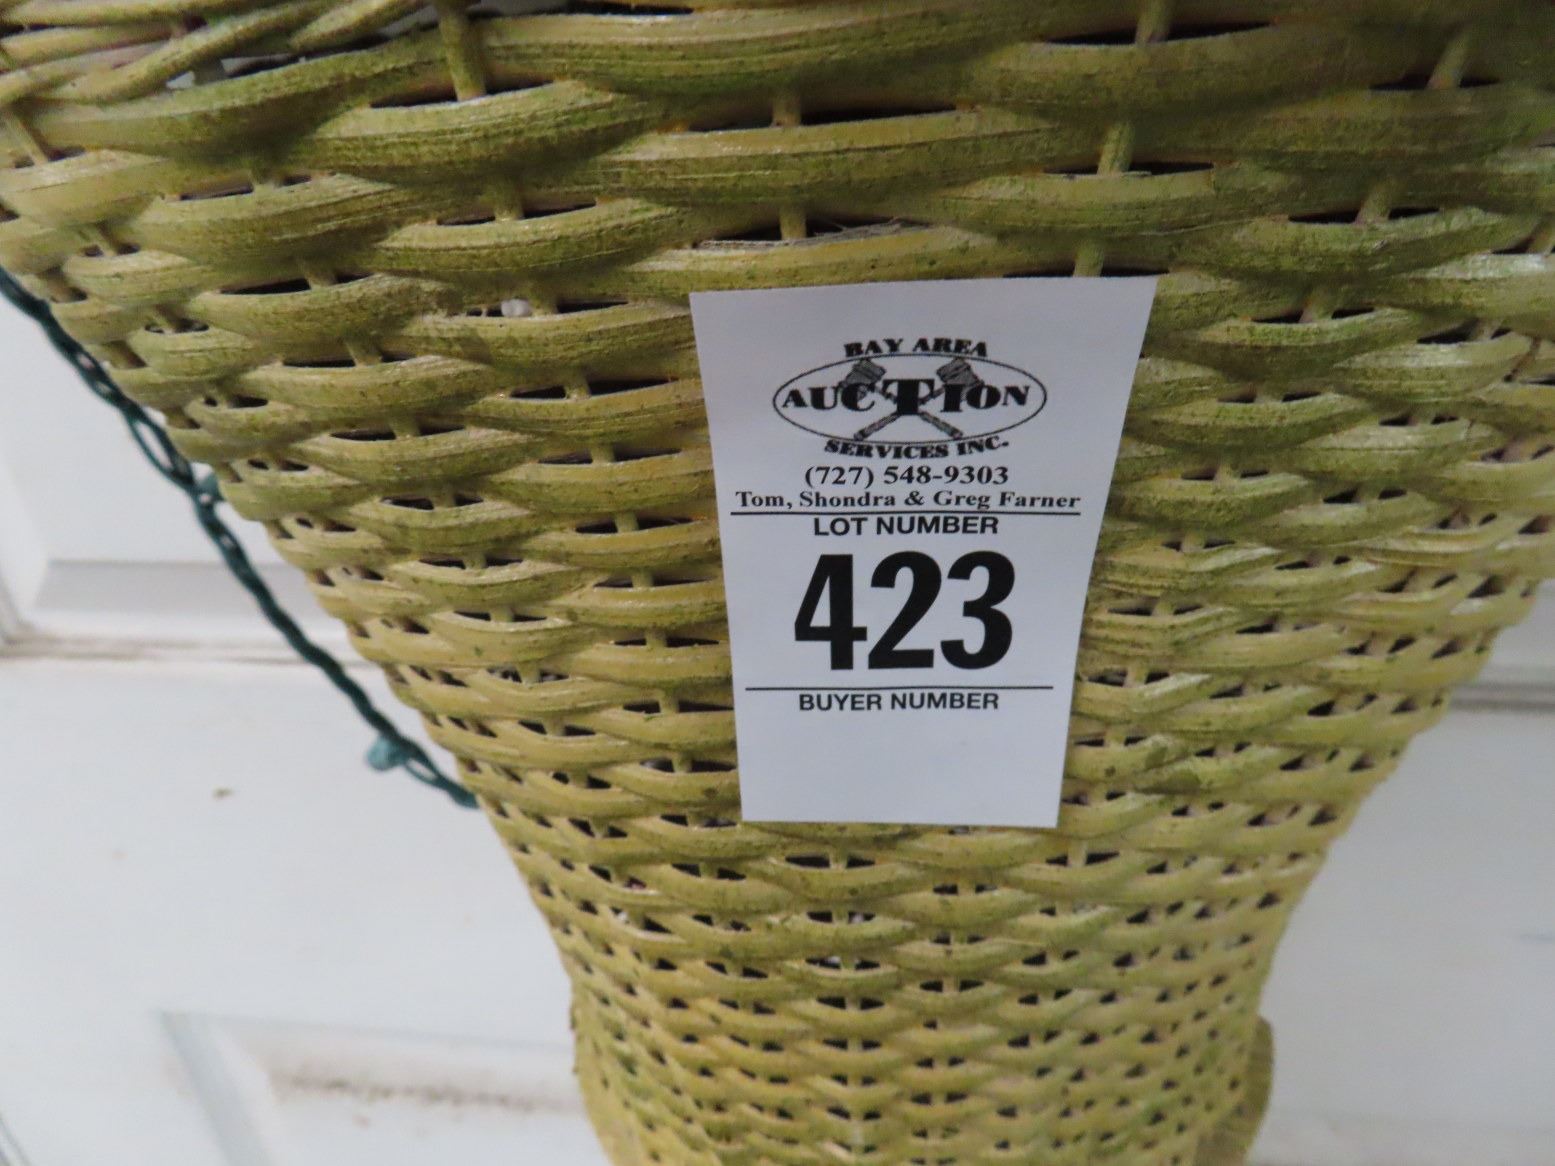 BAY AREA
AUCTION
SERVICES INC.
(727) 548-9303
Tom, Shondra & Greg Farner
LOT NUMBER
423
BUYER NUMBER